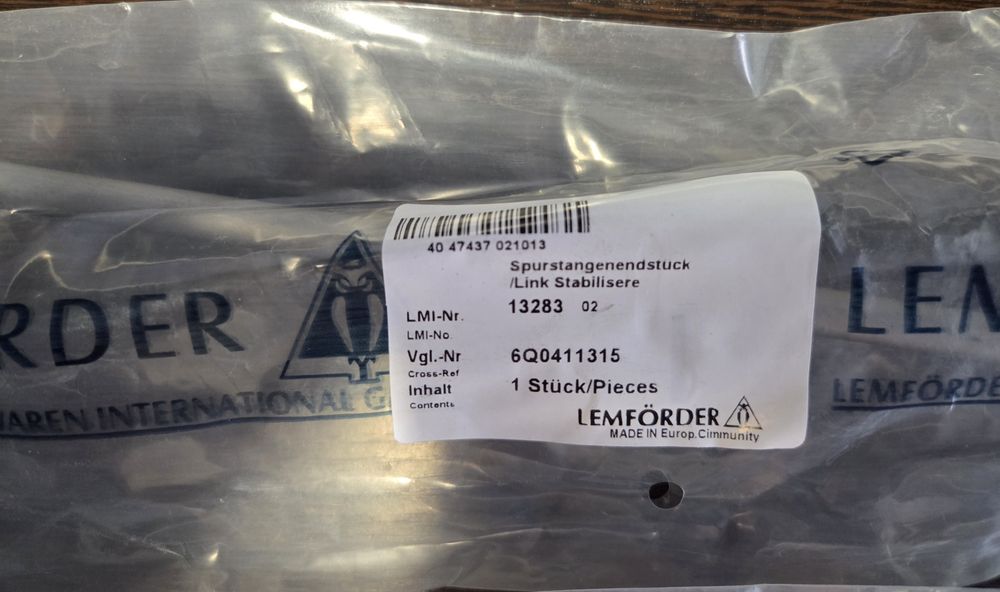 40 47437 021013
Spurstangenendstuck
/Link Stabilisere
LMI-Nr. 13283 02
LMI-No
Vgl.-Nr 6Q0411315
Cross-Ref
Inhalt 1 Stück/Pieces
Contents
LEMFÖRDER
MADE IN Europ.Cimmunity
RDER
WAREN INTERNATIONAL G
LEM
LEMFÖRDE